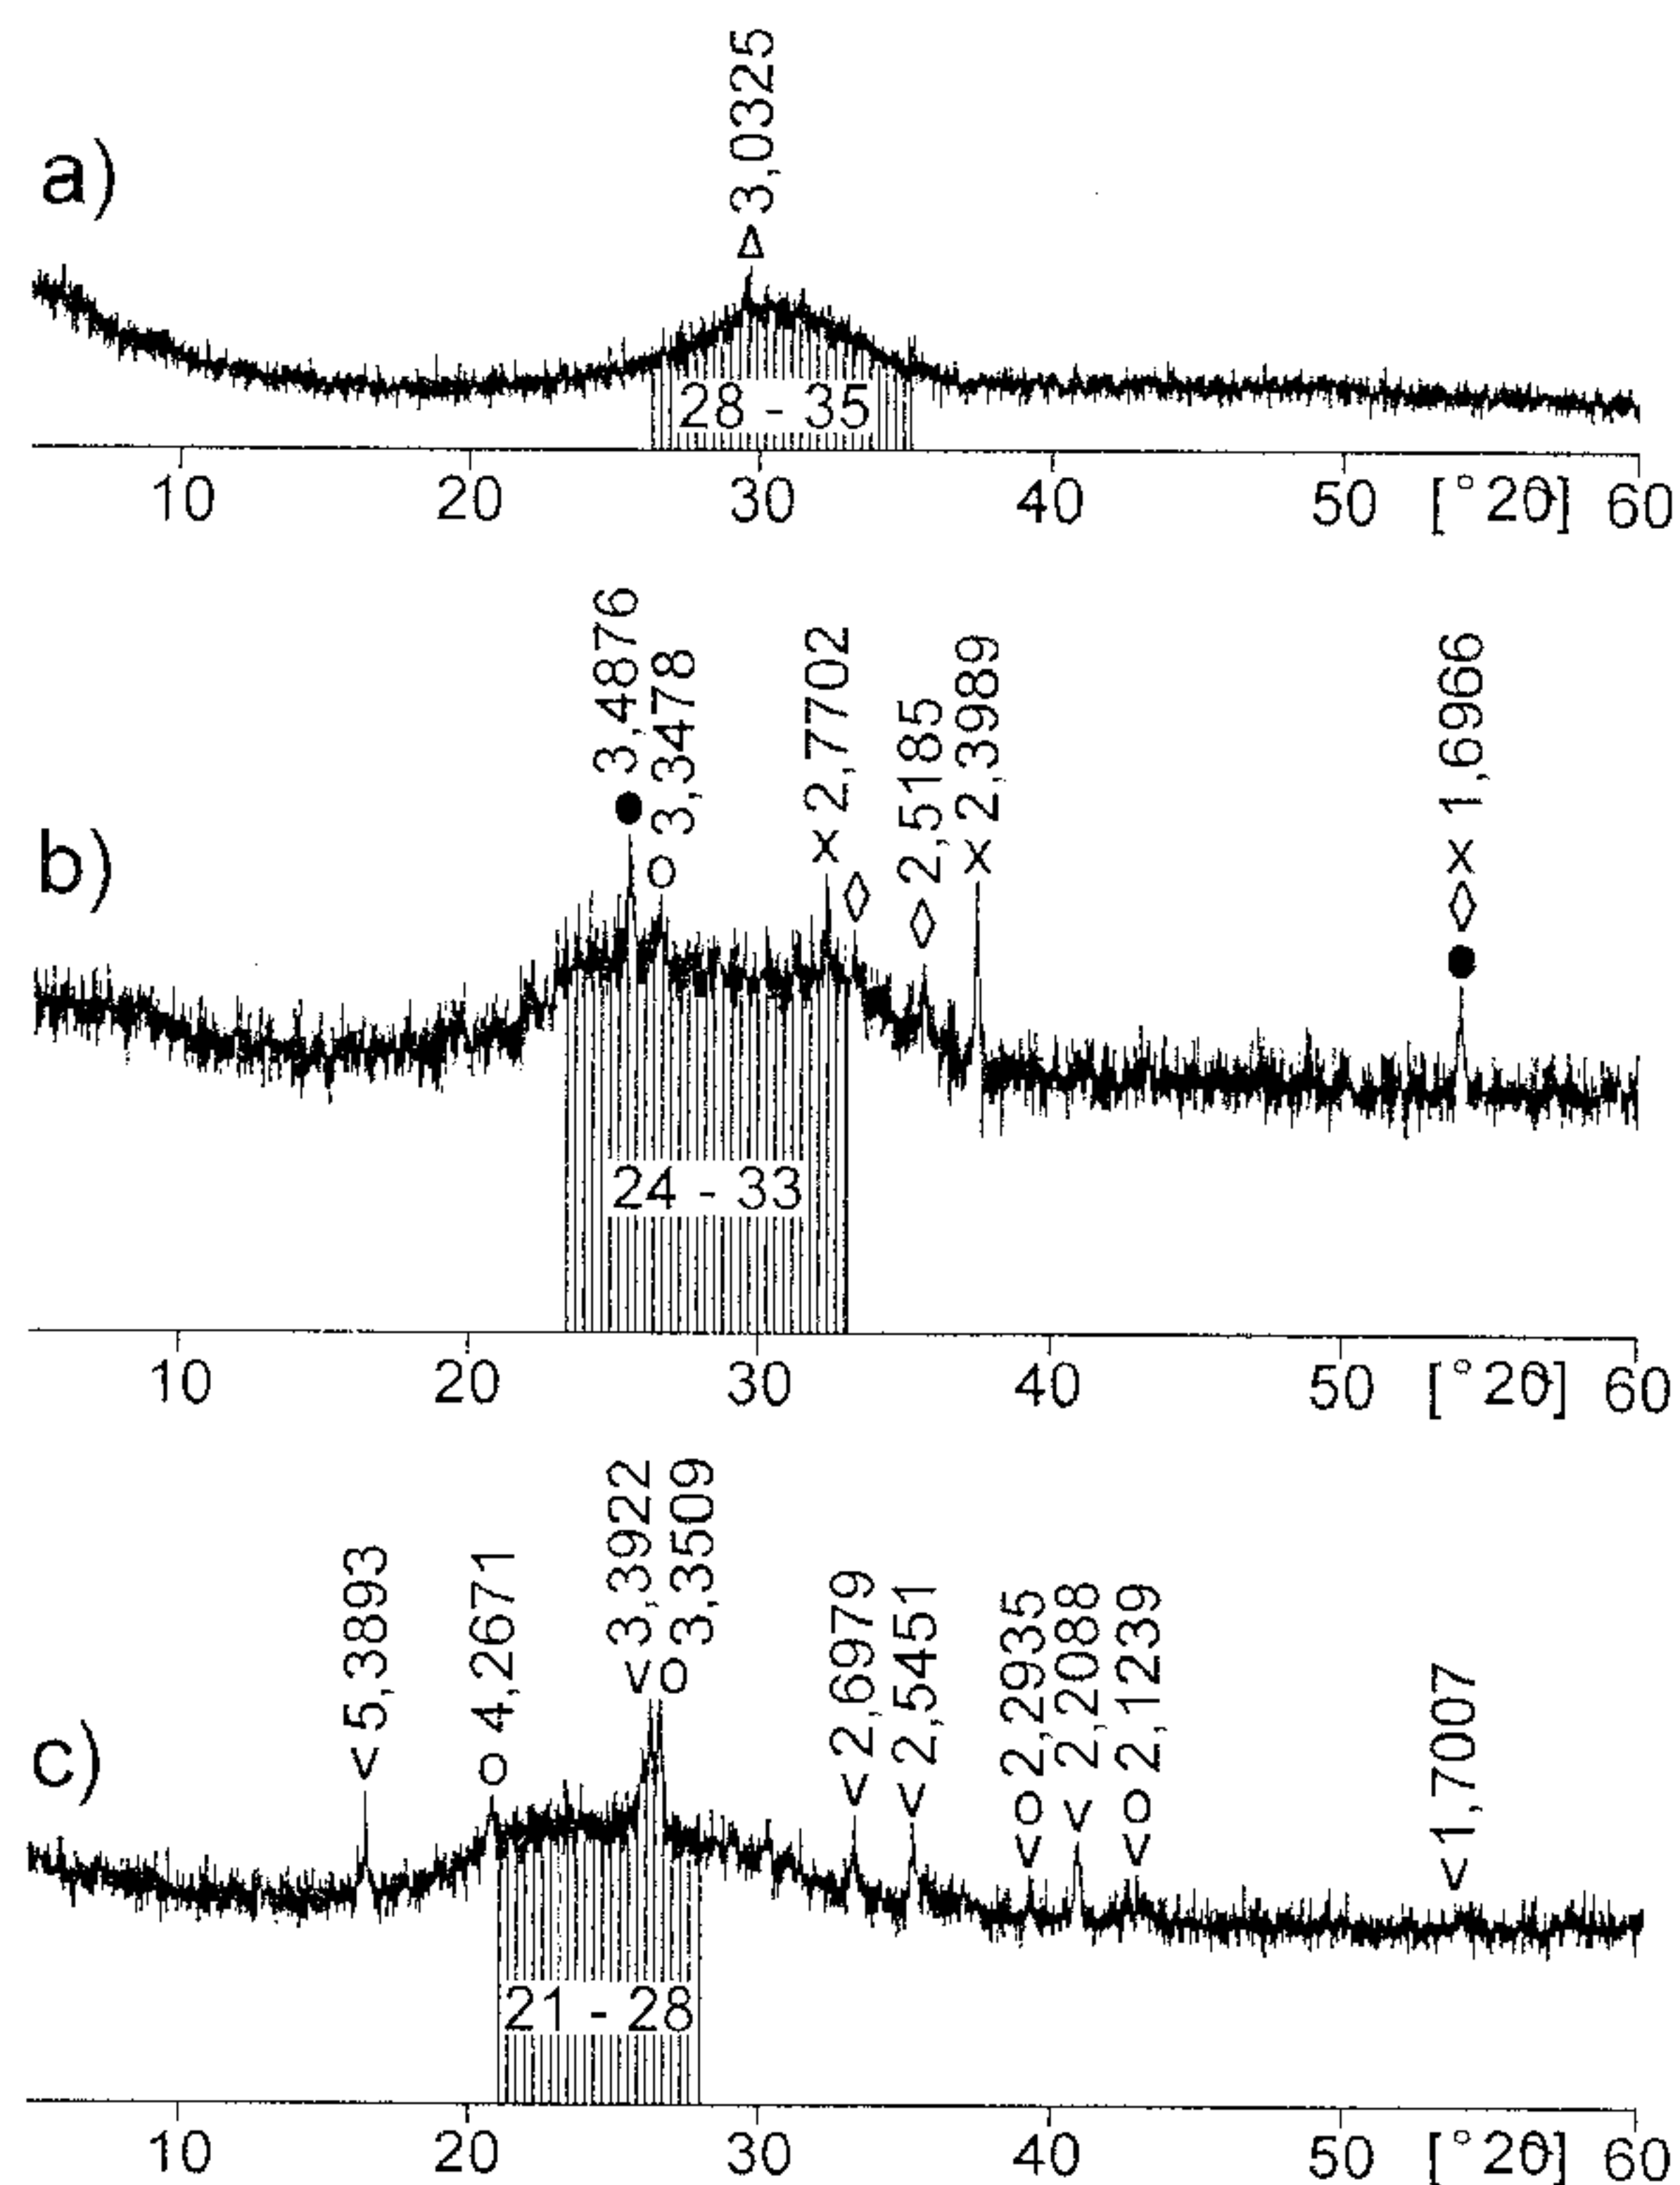 a)
Δ 3,0325
28 - 35
10 20 30 40 50 [°2θ] 60
b)
● 3,4876
○ 3,3478
x 2,7702
◇
◇ 2,5185
x 2,3989
● ◇ x 1,6966
24 - 33
10 20 30 40 50 [°2θ] 60
c)
< 5,3893
○ 4,2671
< 3,3922
○ 3,3509
< 2,6979
< 2,5451
<○ 2,2935
< 2,2088
<○ 2,1239
< 1,7007
21 - 28
10 20 30 40 50 [°2θ] 60